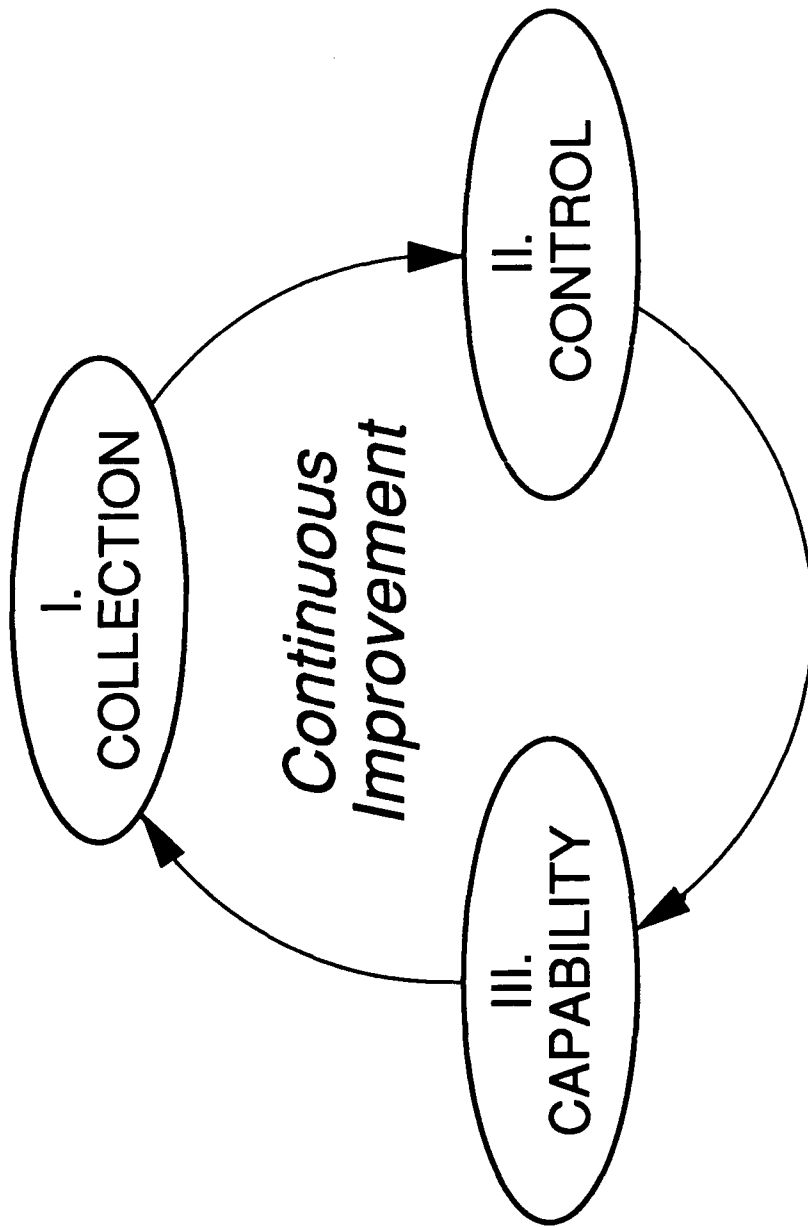 I.
COLLECTION
Continuous
Improvement
III.
CAPABILITY
II.
CONTROL